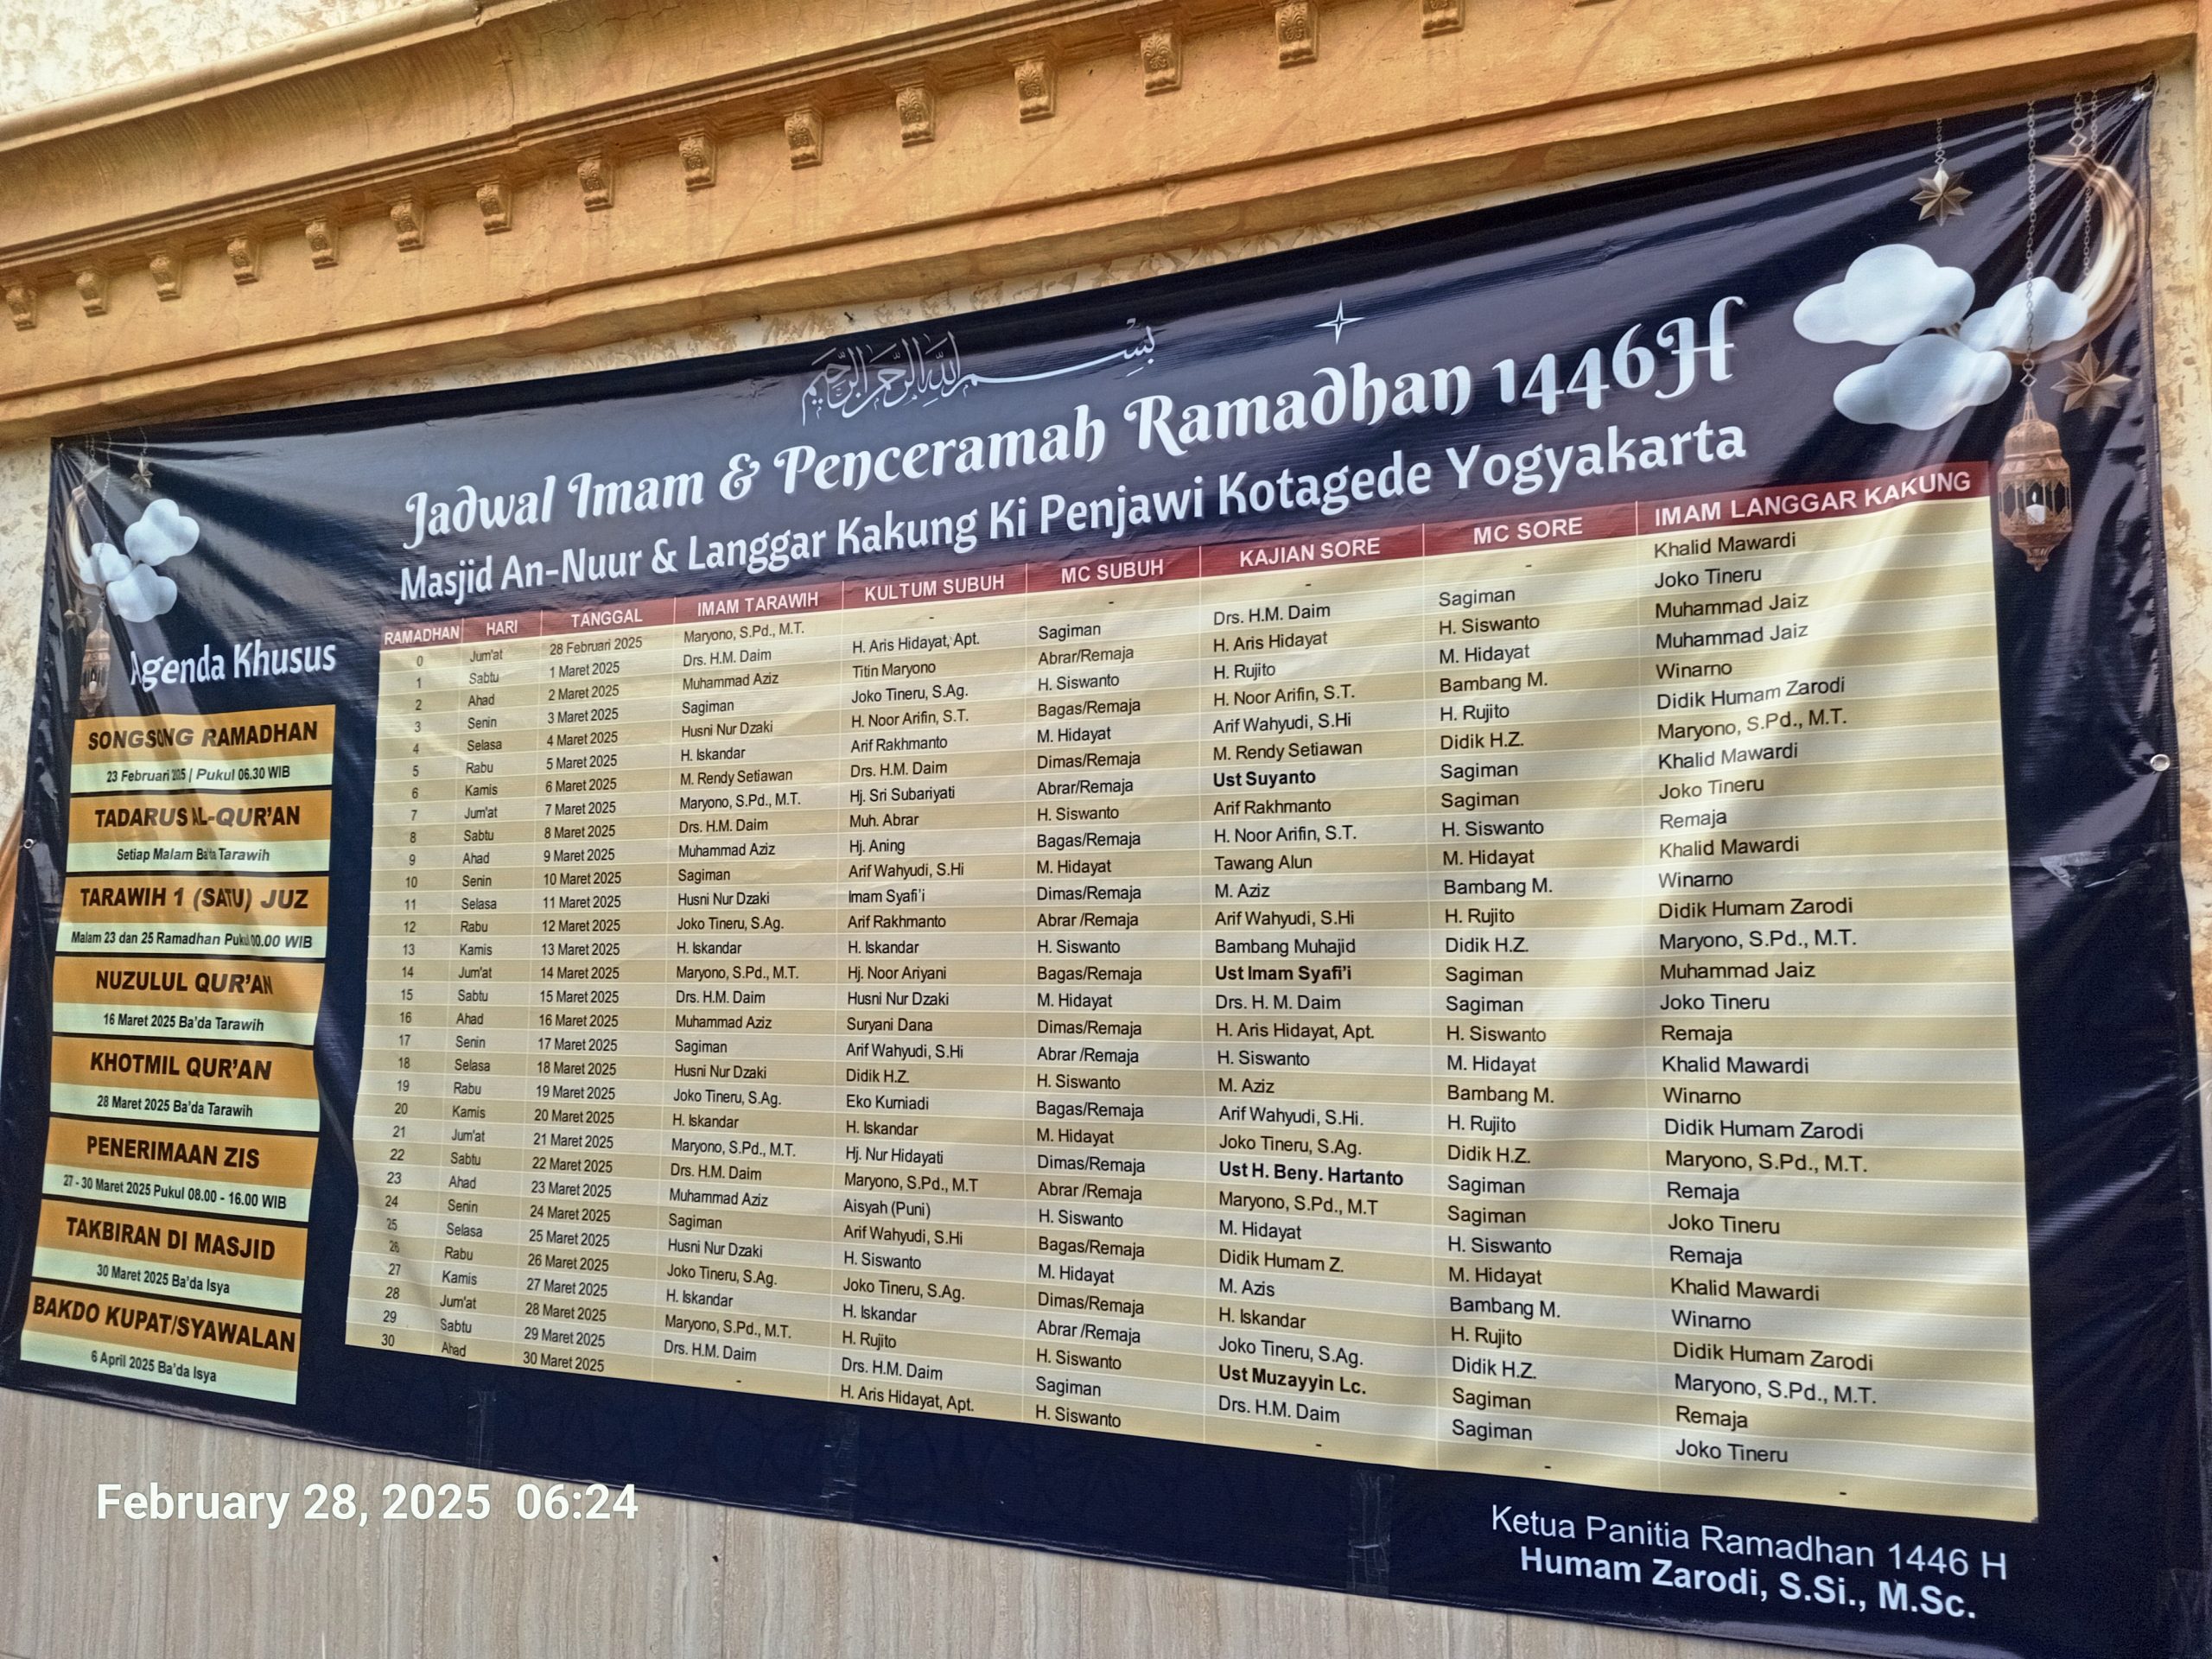 بسم الله الرحمن الرحيم
Jadwal Imam & Penceramah Ramadhan 1446H
Masjid An-Nuur & Langgar Kakung Ki Penjawi Kotagede Yogyakarta
Agenda Khusus
SONGSONG RAMADHAN
23 Februari 2025 | Pukul 06.30 WIB
TADARUS AL-QUR'AN
Setiap Malam Ba'da Tarawih
TARAWIH 1 (SATU) JUZ
Malam 23 dan 25 Ramadhan Pukul 00.00 WIB
NUZULUL QUR'AN
16 Maret 2025 Ba'da Tarawih
KHOTMIL QUR'AN
28 Maret 2025 Ba'da Tarawih
PENERIMAAN ZIS
27 - 30 Maret 2025 Pukul 08.00 - 16.00 WIB
TAKBIRAN DI MASJID
30 Maret 2025 Ba'da Isya
BAKDO KUPAT/SYAWALAN
6 April 2025 Ba'da Isya
RAMADHAN HARI TANGGAL IMAM TARAWIH KULTUM SUBUH MC SUBUH KAJIAN SORE MC SORE IMAM LANGGAR KAKUNG
0 Jum'at 28 Februari 2025 Maryono, S.Pd., M.T. - - - - Khalid Mawardi
1 Sabtu 1 Maret 2025 Drs. H.M. Daim H. Aris Hidayat, Apt. Sagiman Drs. H.M. Daim Sagiman Joko Tineru
2 Ahad 2 Maret 2025 Muhammad Aziz Titin Maryono Abrar/Remaja H. Aris Hidayat H. Siswanto Muhammad Jaiz
3 Senin 3 Maret 2025 Sagiman Joko Tineru, S.Ag. H. Siswanto H. Rujito M. Hidayat Muhammad Jaiz
4 Selasa 4 Maret 2025 Husni Nur Dzaki H. Noor Arifin, S.T. Bagas/Remaja H. Noor Arifin, S.T. Bambang M. Winarno
5 Rabu 5 Maret 2025 H. Iskandar Arif Rakhmanto M. Hidayat Arif Wahyudi, S.Hi H. Rujito Didik Humam Zarodi
6 Kamis 6 Maret 2025 M. Rendy Setiawan Drs. H.M. Daim Dimas/Remaja M. Rendy Setiawan Didik H.Z. Maryono, S.Pd., M.T.
7 Jum'at 7 Maret 2025 Maryono, S.Pd., M.T. Hj. Sri Subariyati Abrar/Remaja Ust Suyanto Sagiman Khalid Mawardi
8 Sabtu 8 Maret 2025 Drs. H.M. Daim Muh. Abrar H. Siswanto Arif Rakhmanto Sagiman Joko Tineru
9 Ahad 9 Maret 2025 Muhammad Aziz Hj. Aning Bagas/Remaja H. Noor Arifin, S.T. H. Siswanto Remaja
10 Senin 10 Maret 2025 Sagiman Arif Wahyudi, S.Hi M. Hidayat Tawang Alun M. Hidayat Khalid Mawardi
11 Selasa 11 Maret 2025 Husni Nur Dzaki Imam Syafi'i Dimas/Remaja M. Aziz Bambang M. Winarno
12 Rabu 12 Maret 2025 Joko Tineru, S.Ag. Arif Rakhmanto Abrar /Remaja Arif Wahyudi, S.Hi H. Rujito Didik Humam Zarodi
13 Kamis 13 Maret 2025 H. Iskandar H. Iskandar H. Siswanto Bambang Muhajid Didik H.Z. Maryono, S.Pd., M.T.
14 Jum'at 14 Maret 2025 Maryono, S.Pd., M.T. Hj. Noor Ariyani Bagas/Remaja Ust Imam Syafi'i Sagiman Muhammad Jaiz
15 Sabtu 15 Maret 2025 Drs. H.M. Daim Husni Nur Dzaki M. Hidayat Drs. H. M. Daim Sagiman Joko Tineru
16 Ahad 16 Maret 2025 Muhammad Aziz Suryani Dana Dimas/Remaja H. Aris Hidayat, Apt. H. Siswanto Remaja
17 Senin 17 Maret 2025 Sagiman Arif Wahyudi, S.Hi Abrar /Remaja H. Siswanto M. Hidayat Khalid Mawardi
18 Selasa 18 Maret 2025 Husni Nur Dzaki Didik H.Z. H. Siswanto M. Aziz Bambang M. Winarno
19 Rabu 19 Maret 2025 Joko Tineru, S.Ag. Eko Kurniadi Bagas/Remaja Arif Wahyudi, S.Hi. H. Rujito Didik Humam Zarodi
20 Kamis 20 Maret 2025 H. Iskandar H. Iskandar M. Hidayat Joko Tineru, S.Ag. Didik H.Z. Maryono, S.Pd., M.T.
21 Jum'at 21 Maret 2025 Maryono, S.Pd., M.T. Hj. Nur Hidayati Dimas/Remaja Ust H. Beny. Hartanto Sagiman Remaja
22 Sabtu 22 Maret 2025 Drs. H.M. Daim Maryono, S.Pd., M.T Abrar /Remaja Maryono, S.Pd., M.T Sagiman Joko Tineru
23 Ahad 23 Maret 2025 Muhammad Aziz Aisyah (Puni) H. Siswanto M. Hidayat H. Siswanto Remaja
24 Senin 24 Maret 2025 Sagiman Arif Wahyudi, S.Hi Bagas/Remaja Didik Humam Z. M. Hidayat Khalid Mawardi
25 Selasa 25 Maret 2025 Husni Nur Dzaki H. Siswanto M. Hidayat M. Azis Bambang M. Winarno
26 Rabu 26 Maret 2025 Joko Tineru, S.Ag. Joko Tineru, S.Ag. Dimas/Remaja H. Iskandar H. Rujito Didik Humam Zarodi
27 Kamis 27 Maret 2025 H. Iskandar H. Iskandar Abrar /Remaja Joko Tineru, S.Ag. Didik H.Z. Maryono, S.Pd., M.T.
28 Jum'at 28 Maret 2025 Maryono, S.Pd., M.T. H. Rujito H. Siswanto Ust Muzayyin Lc. Sagiman Remaja
29 Sabtu 29 Maret 2025 Drs. H.M. Daim Drs. H.M. Daim Sagiman Drs. H.M. Daim Sagiman Joko Tineru
30 Ahad 30 Maret 2025 - H. Aris Hidayat, Apt. H. Siswanto - - -
Ketua Panitia Ramadhan 1446 H
Humam Zarodi, S.Si., M.Sc.
February 28, 2025 06:24